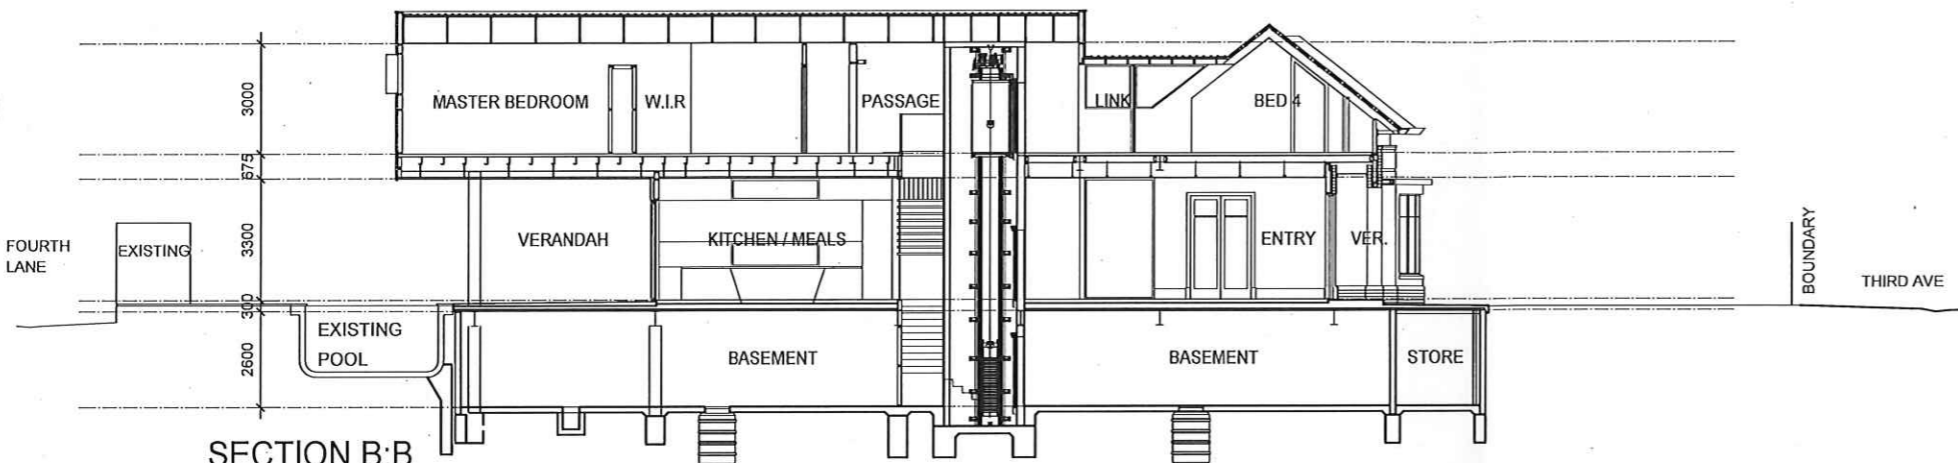 3000
MASTER BEDROOM
W.I.R
PASSAGE
LINK
BED 4
675
3300
FOURTH
LANE
EXISTING
VERANDAH
KITCHEN / MEALS
ENTRY
VER.
BOUNDARY
THIRD AVE
300
2600
EXISTING
POOL
BASEMENT
BASEMENT
STORE
SECTION B:B